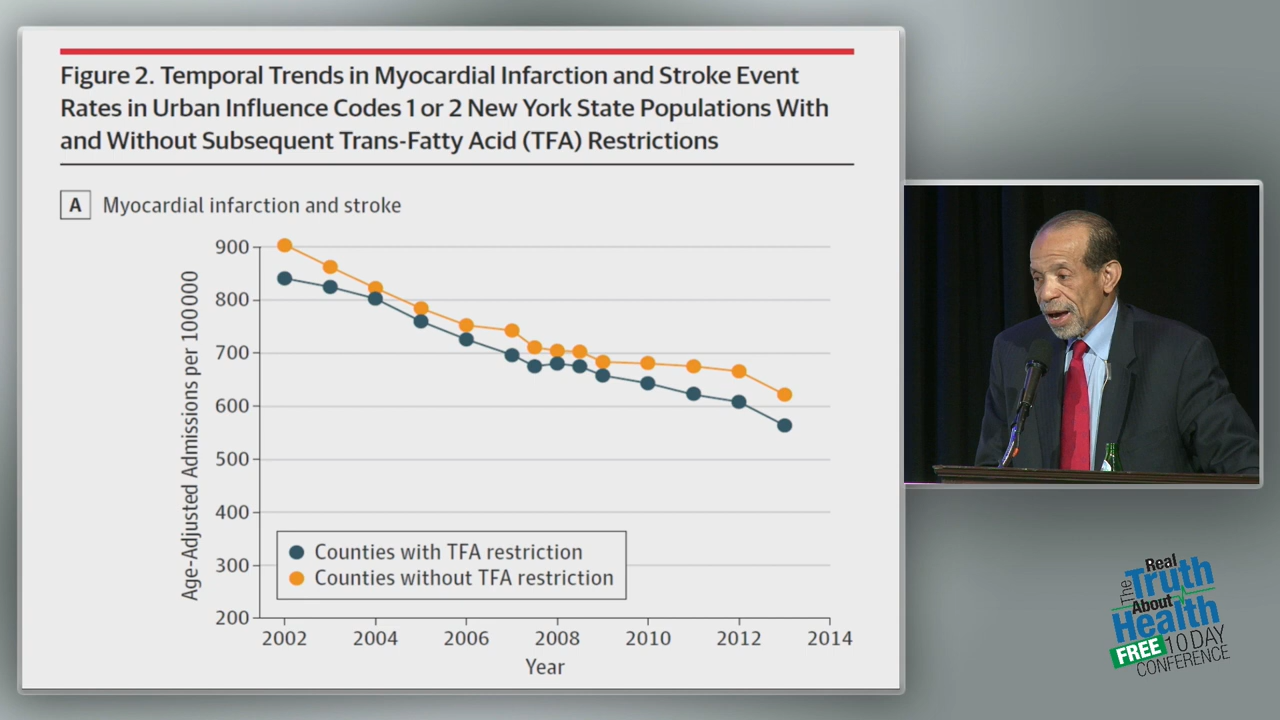 Figure 2. Temporal Trends in Myocardial Infarction and Stroke Event
Rates in Urban Influence Codes 1 or 2 New York State Populations With
and Without Subsequent Trans-Fatty Acid (TFA) Restrictions
A Myocardial infarction and stroke
Age-Adjusted Admissions per 100000
900
800
700
600
500
400
300
200
Counties with TFA restriction
Counties without TFA restriction
2002 2004 2006 2008 2010 2012 2014
Year
The Real
Truth
About
Health
FREE 10 DAY
CONFERENCE